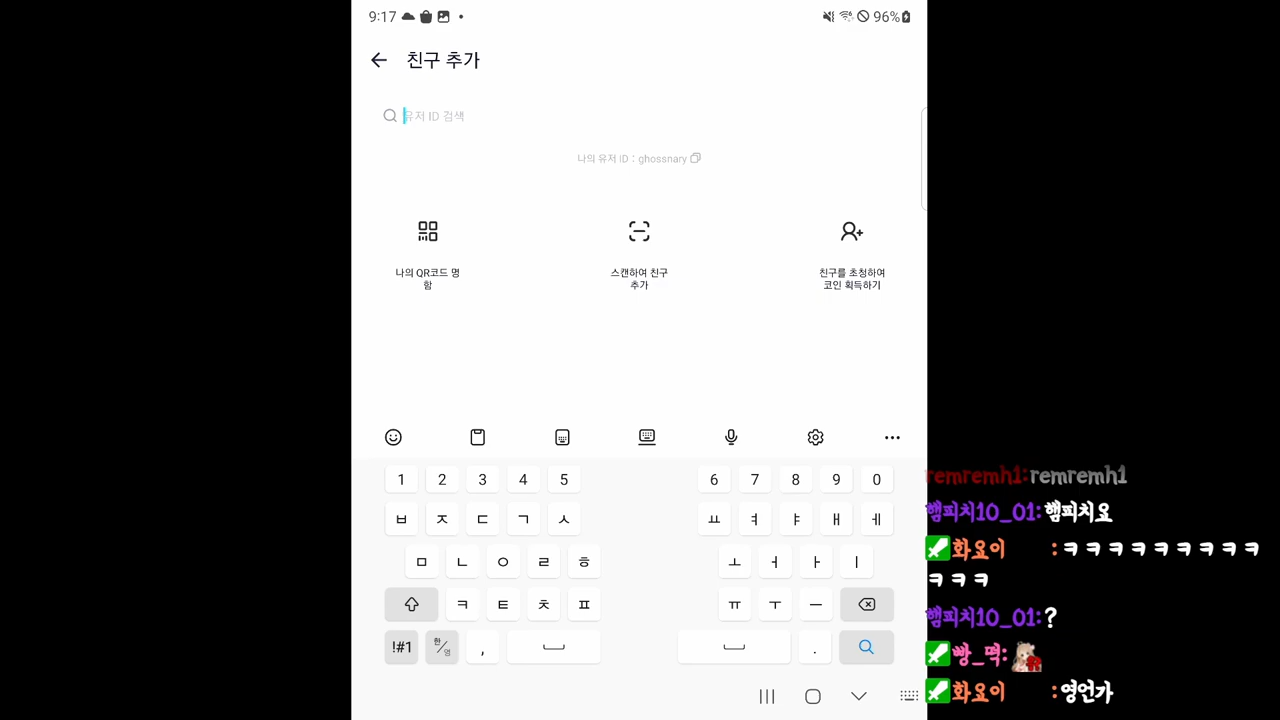 9:17
96%
친구 추가
유저 ID 검색
나의 유저 ID : ghossnary
나의 QR코드 명
함
스캔하여 친구
추가
친구를 초청하여
코인 획득하기
1 2 3 4 5 6 7 8 9 0
ㅂ ㅈ ㄷ ㄱ ㅅ ㅛ ㅕ ㅑ ㅐ ㅔ
ㅁ ㄴ ㅇ ㄹ ㅎ ㅗ ㅓ ㅏ ㅣ
ㅋ ㅌ ㅊ ㅍ ㅠ ㅜ ㅡ
!#1 한/영 , .
remremh1:remremh1
햄피치10_01:햄피치요
화요이 :ㅋㅋㅋㅋㅋㅋㅋㅋㅋ
ㅋㅋㅋ
햄피치10_01:?
빵_떡:
화요이 :영언가